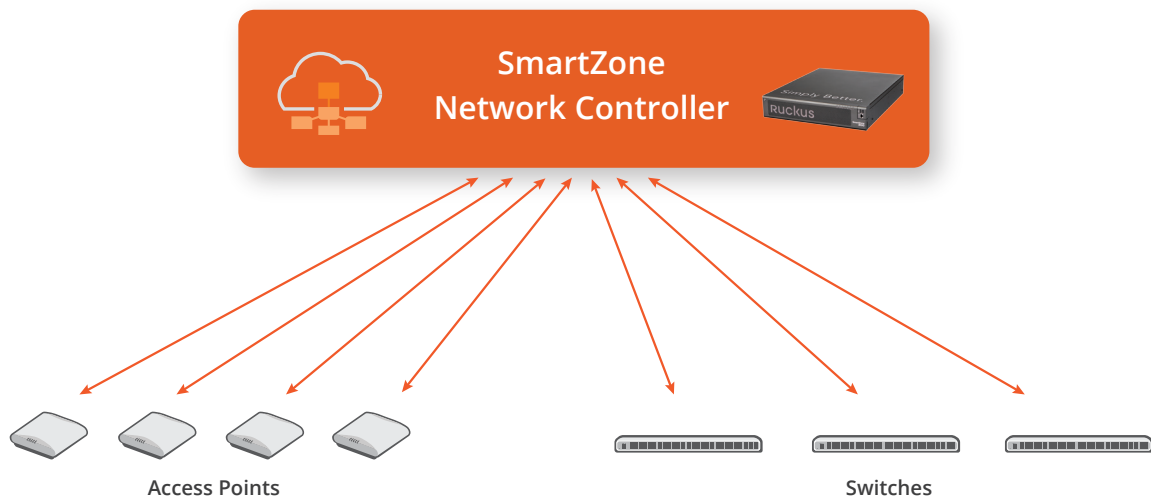 SmartZone
Network Controller
Simply Better.
Ruckus
Access Points
Switches